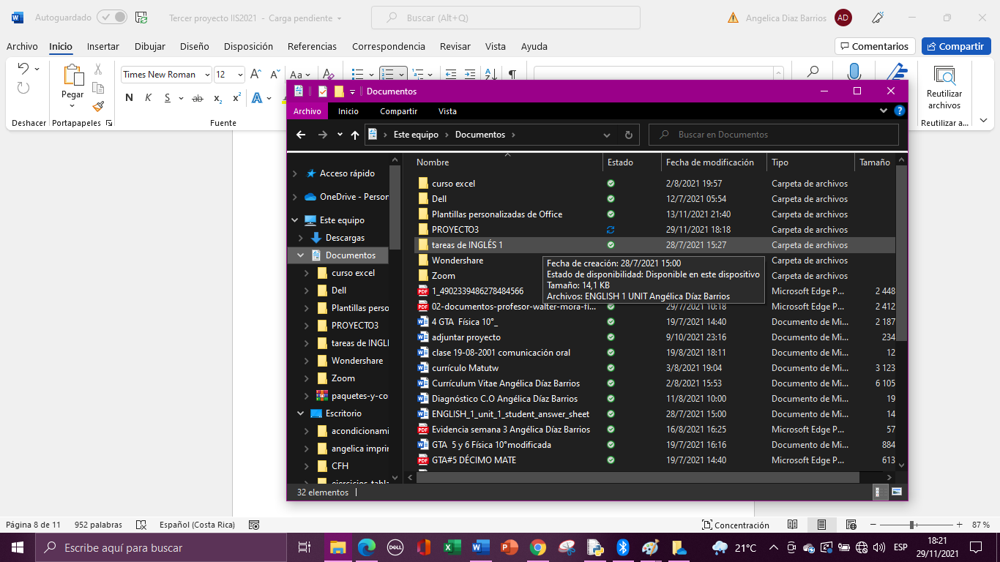 Autoguardado Tercer proyecto IIS2021 - Carga pendiente Buscar (Alt+Q) Angelica Diaz Barrios AD
Archivo Inicio Insertar Dibujar Diseño Disposición Referencias Correspondencia Revisar Vista Ayuda Comentarios Compartir
Times New Roman 12 Aa
Pegar N K S ab x₂ x² A Reutilizar archivos
Deshacer Portapapeles Fuente Reutilizar a...
Documentos
Archivo Inicio Compartir Vista
Este equipo Documentos Buscar en Documentos
Nombre Estado Fecha de modificación Tipo Tamaño
Acceso rápido
OneDrive - Person
Este equipo
Descargas
Documentos
curso excel
Dell
Plantillas perso
PROYECTO3
tareas de INGLI
Wondershare
Zoom
paquetes-y-co
Escritorio
acondicionami
angelica imprin
CFH
ejercicios-tabla
curso excel 2/8/2021 19:57 Carpeta de archivos
Dell 12/7/2021 05:54 Carpeta de archivos
Plantillas personalizadas de Office 13/11/2021 21:40 Carpeta de archivos
PROYECTO3 29/11/2021 18:18 Carpeta de archivos
tareas de INGLÉS 1 28/7/2021 15:27 Carpeta de archivos
Wondershare Carpeta de archivos
Zoom Carpeta de archivos
Fecha de creación: 28/7/2021 15:00
Estado de disponibilidad: Disponible en este dispositivo
Tamaño: 14,1 KB
Archivos: ENGLISH 1 UNIT Angélica Díaz Barrios
1_4902339486278484566 Microsoft Edge P... 2 448
02-documentos-profesor-walter-mora-fl... 29/7/2021 10:18 Microsoft Edge P... 2 412
4 GTA Física 10°_ 19/7/2021 14:40 Documento de Mi... 2 187
adjuntar proyecto 9/10/2021 23:16 Documento de Mi... 234
clase 19-08-2001 comunicación oral 19/8/2021 18:11 Documento de Mi... 12
currículo Matutw 3/8/2021 19:04 Documento de Mi... 3 123
Currículum Vitae Angélica Díaz Barrios 2/8/2021 15:53 Documento de Mi... 6 105
Diagnóstico C.O Angélica Díaz Barrios 11/8/2021 10:00 Documento de Mi... 19
ENGLISH_1_unit_1_student_answer_sheet 28/7/2021 15:00 Documento de Mi... 14
Evidencia semana 3 Angélica Díaz Barrios 16/8/2021 16:25 Microsoft Edge P... 57
GTA 5 y 6 Física 10°modificada 19/7/2021 16:16 Documento de Mi... 884
GTA#5 DÉCIMO MATE 19/7/2021 14:40 Microsoft Edge P... 613
32 elementos
Página 8 de 11 952 palabras Español (Costa Rica) Concentración 87 %
Escribe aquí para buscar DELL 21°C ESP 18:21
29/11/2021